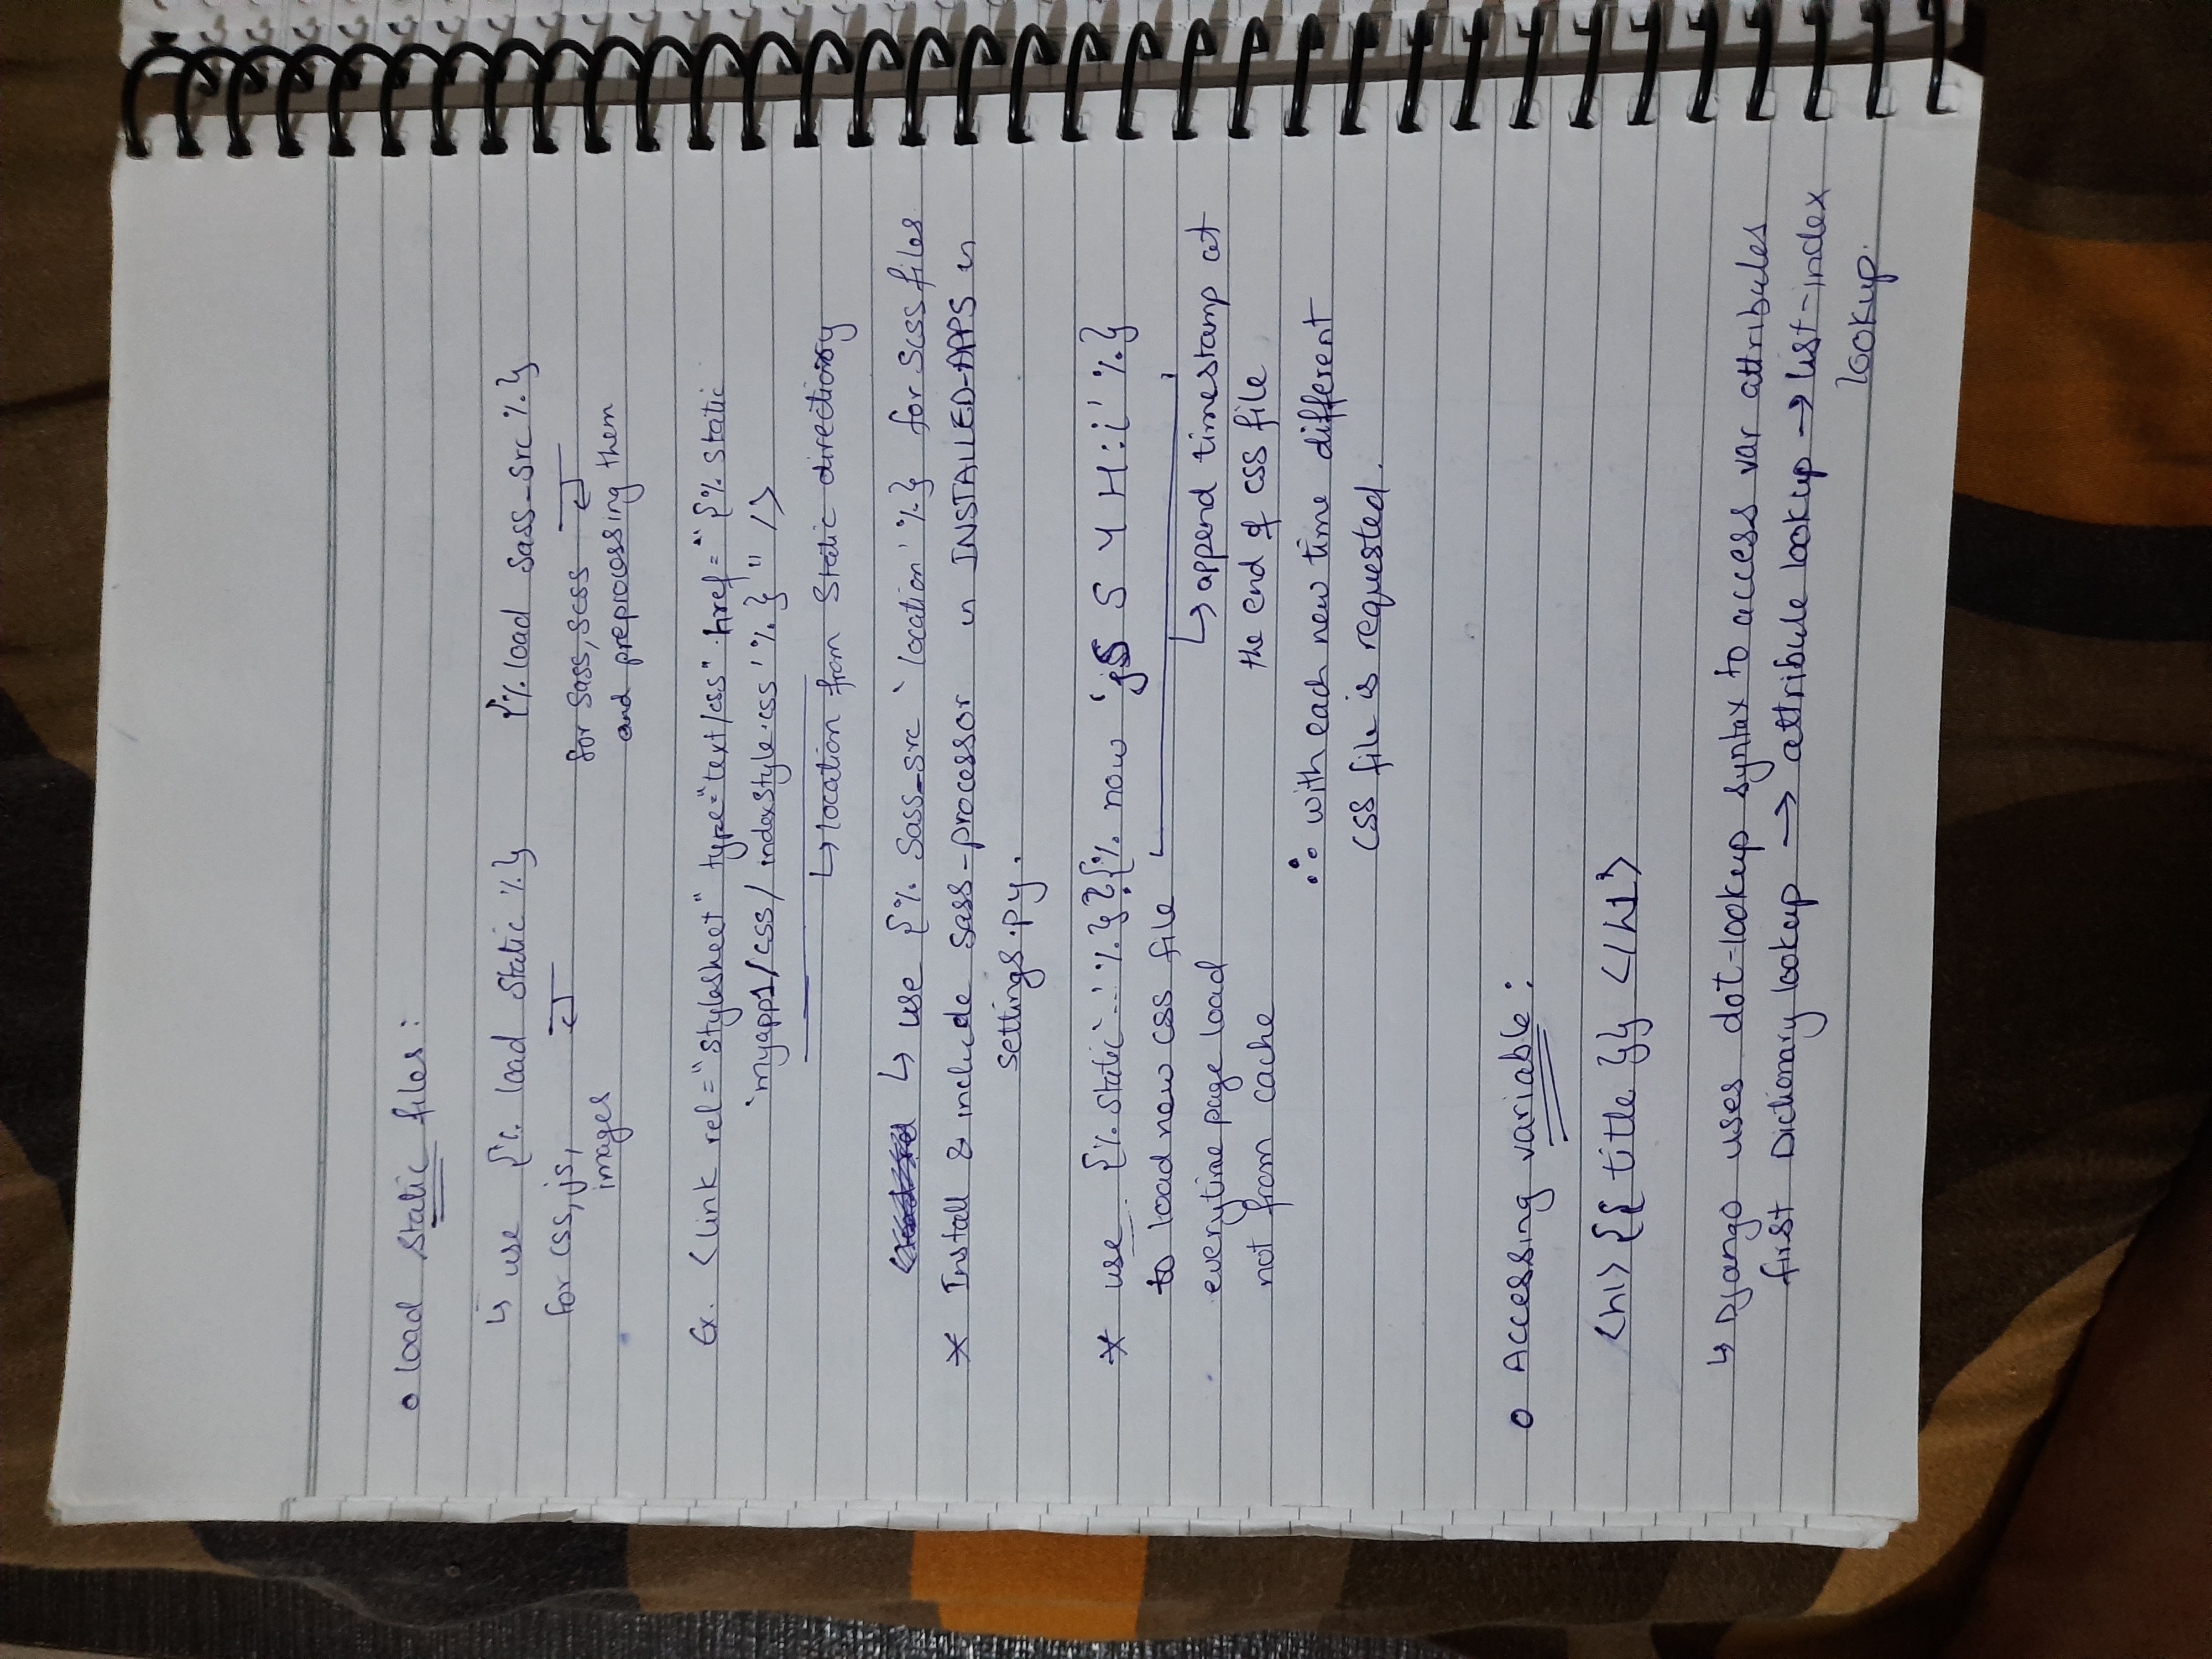 • load static files:
↳ use {% load static %} {% load sass_src %}
for css, js, for sass, scss
images and preprocessing them
Ex. <link rel="stylesheet" type="text/css" href="{% static
'myapp1/css/indexStyle.css' %}" />
↳ location from static directiory
↳ use {% sass_src 'location' %} for scss files
* Install & include sass-processor in INSTALLED-APPS in
settings.py.
* use {% static '--' %}?{% now 'jS S Y H:i' %}
to load new css file
everytime page load ↳ append timestamp at
not from cache the end of css file
∴ with each new time different
css file is requested.
• Accessing variable:
<h1> {{ title }} </h1>
↳ Django uses dot-lookup syntax to access var attributes
first Dictionary lookup → attribute lookup → list-index
lookup.